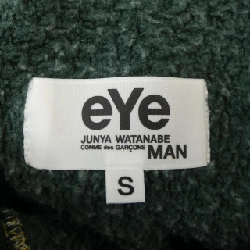 eYe
JUNYA WATANABE
COMME des GARÇONS MAN
S